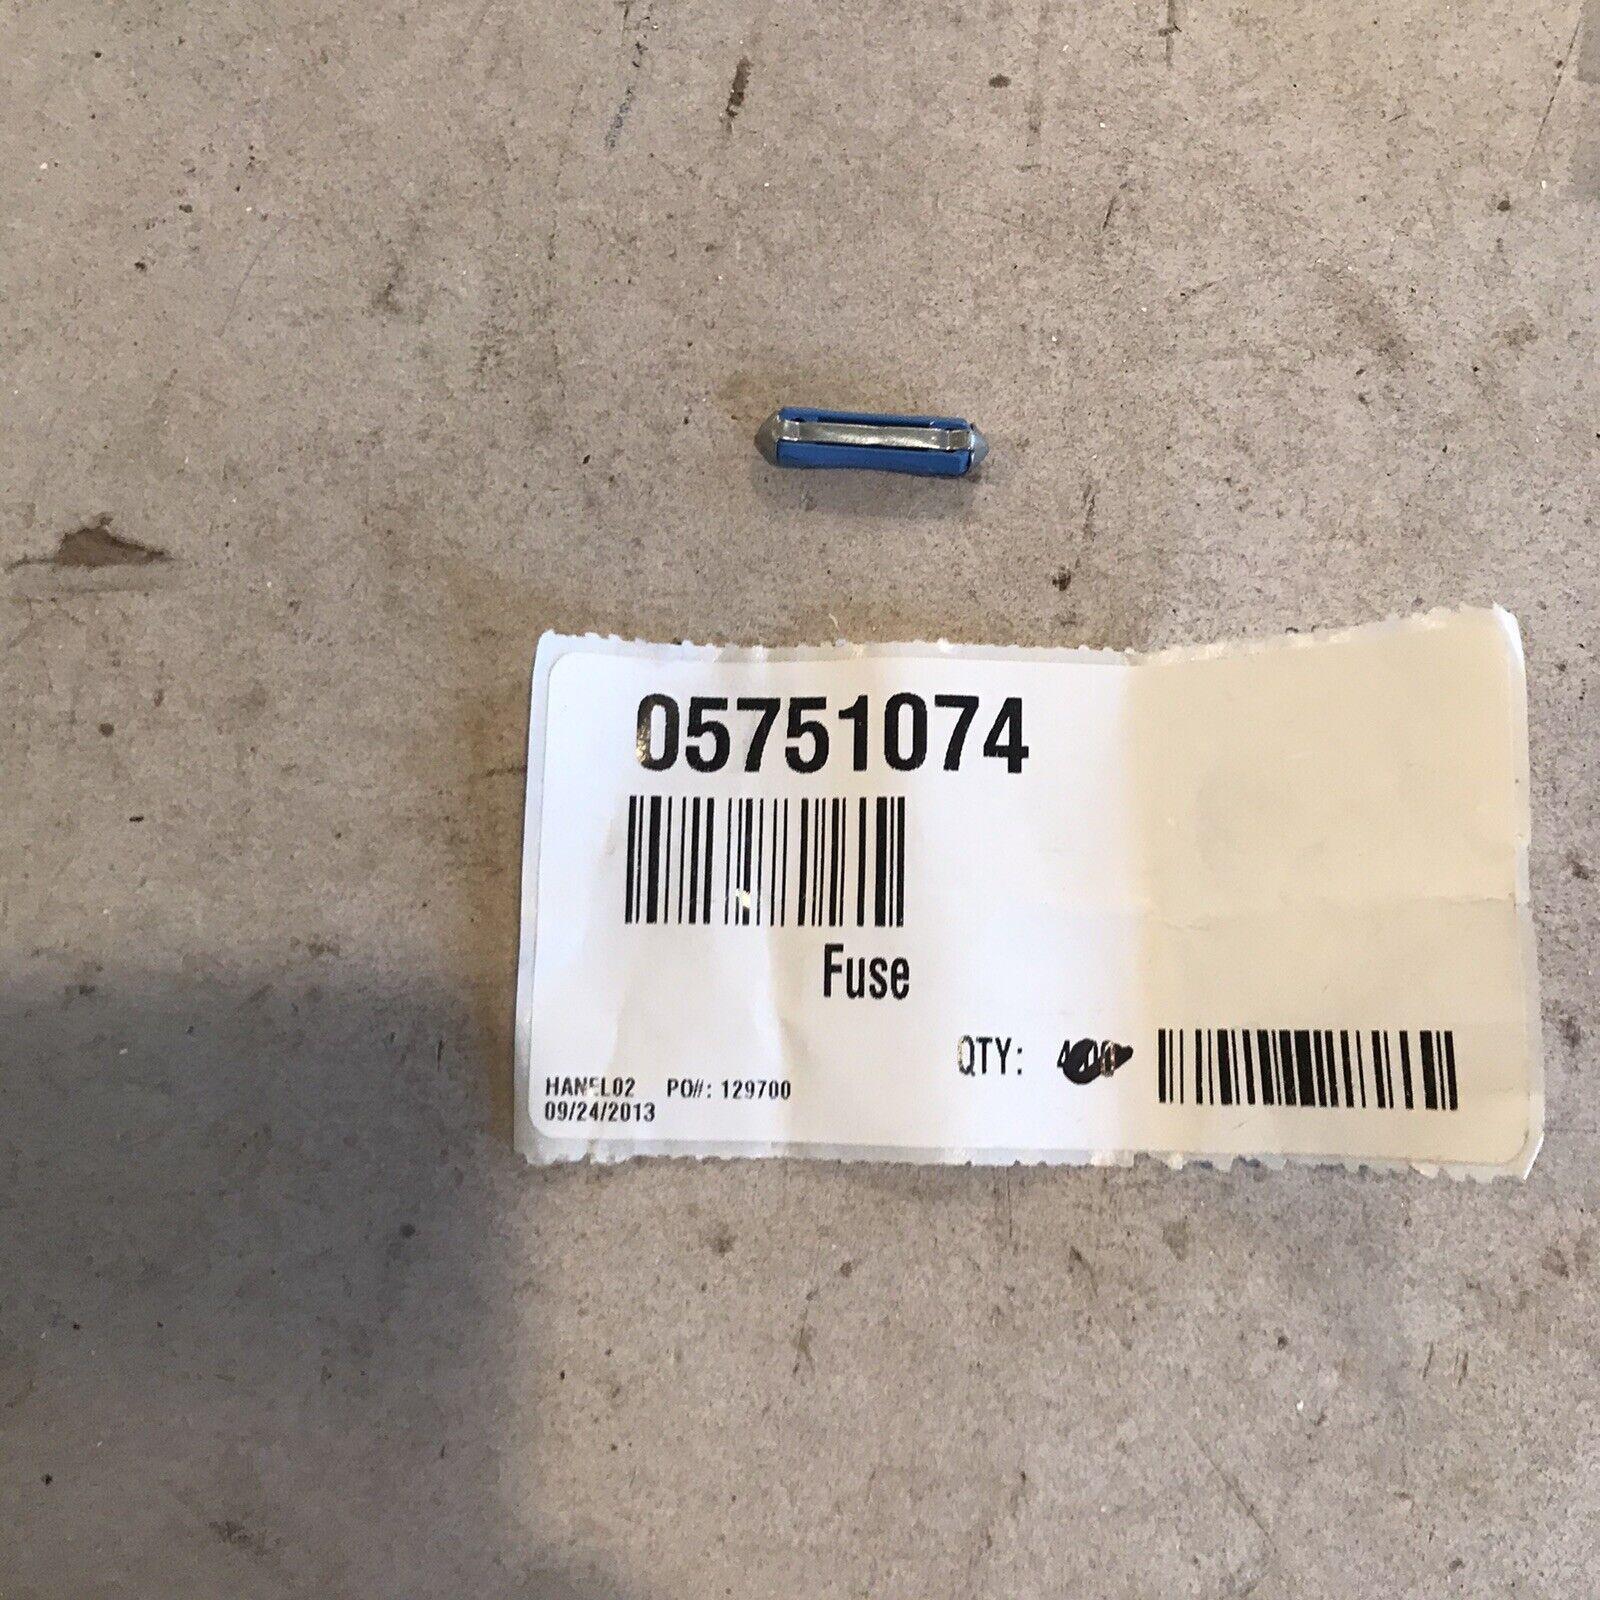 05751074
Fuse
QTY:
HANEL02 PO#: 129700
09/24/2013